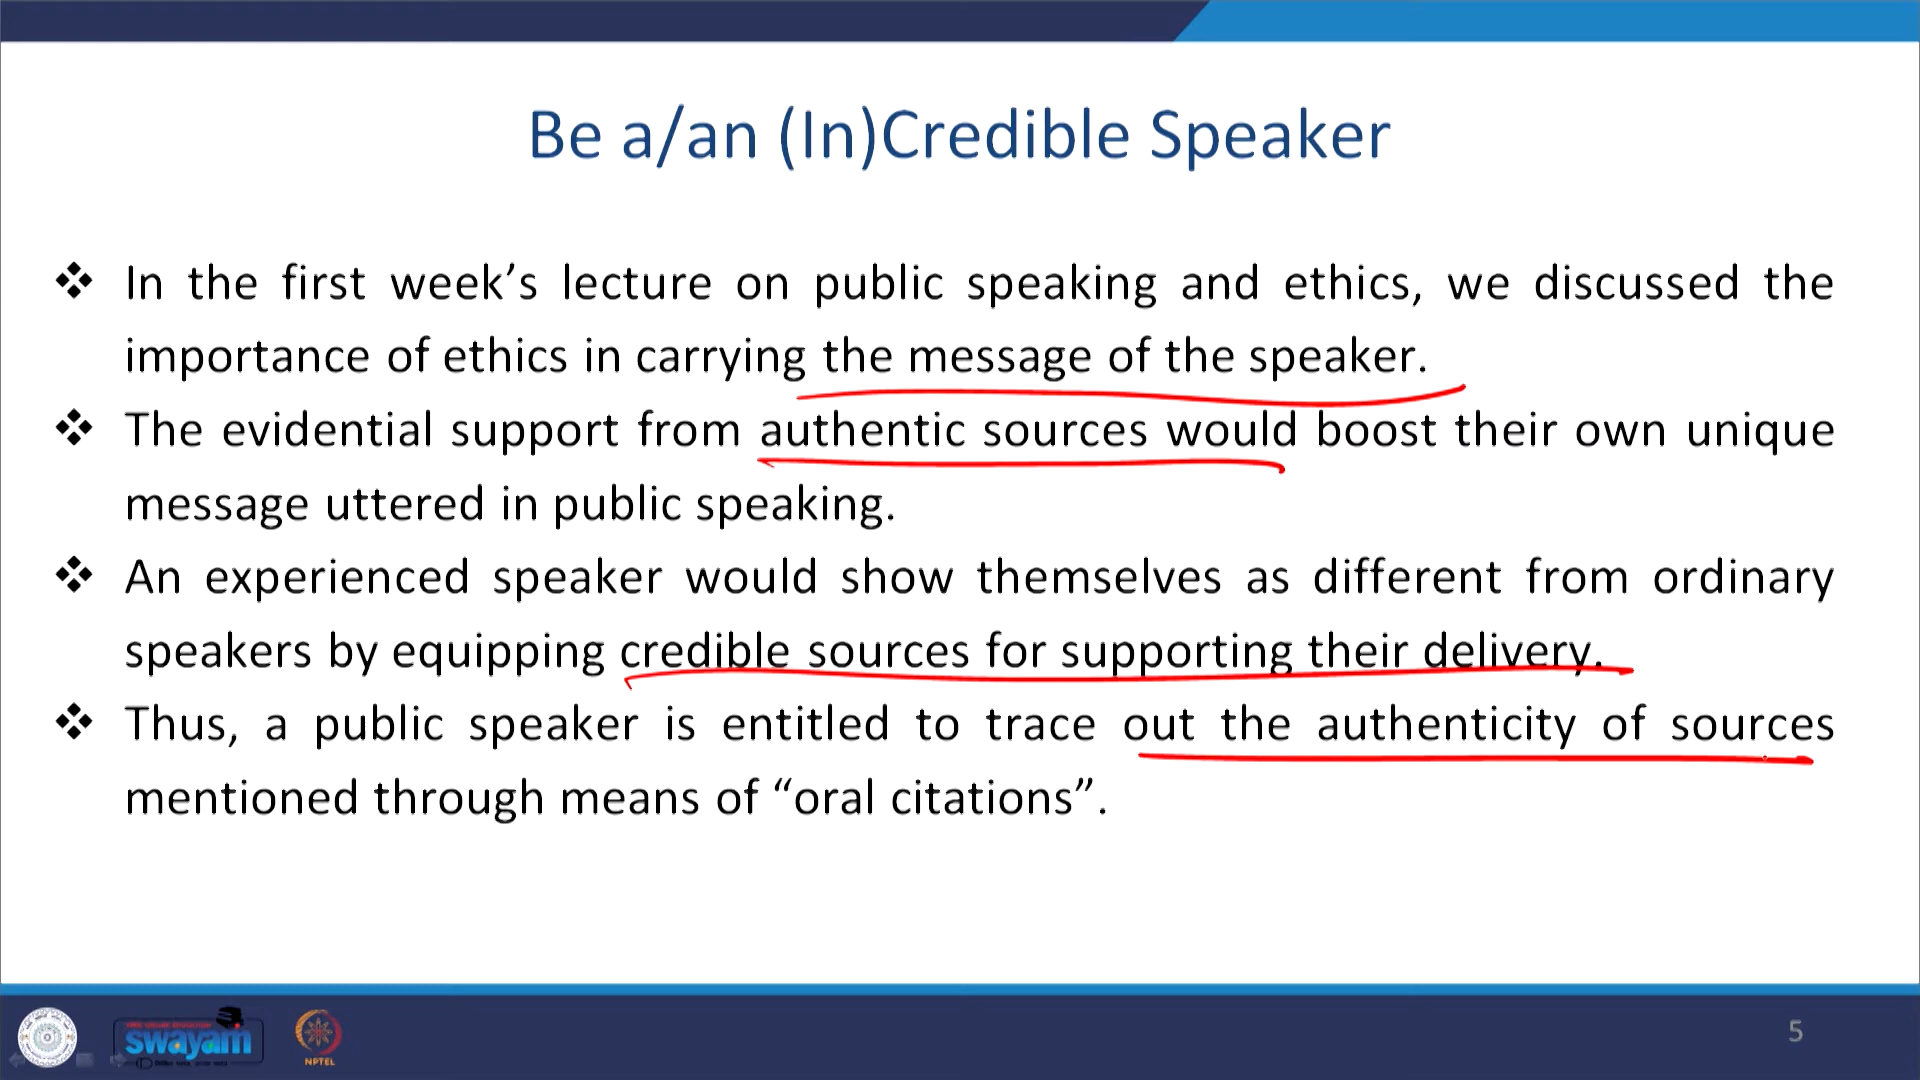 Be a/an (In)Credible Speaker
❖ In the first week’s lecture on public speaking and ethics, we discussed the
importance of ethics in carrying the message of the speaker.
❖ The evidential support from authentic sources would boost their own unique
message uttered in public speaking.
❖ An experienced speaker would show themselves as different from ordinary
speakers by equipping credible sources for supporting their delivery.
❖ Thus, a public speaker is entitled to trace out the authenticity of sources
mentioned through means of “oral citations”.
swayam
NPTEL
5